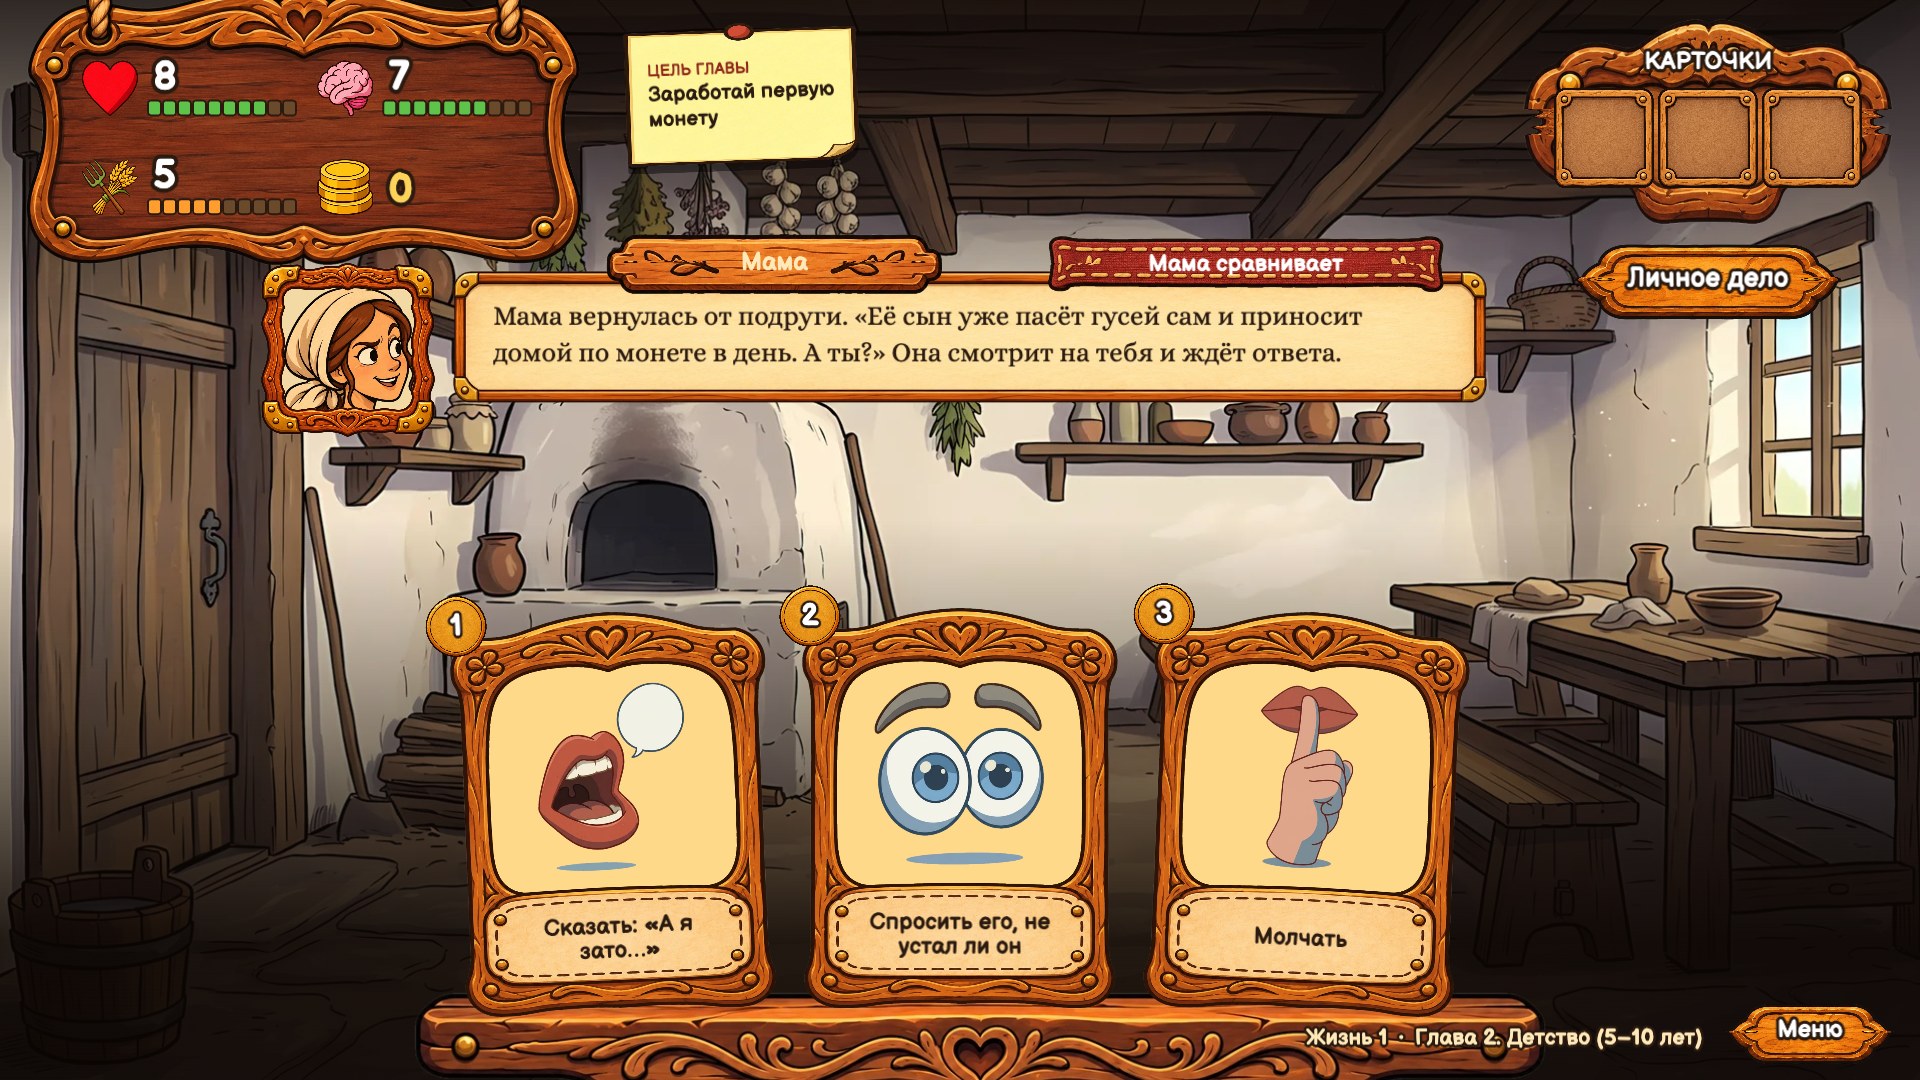 8
7
5
0
ЦЕЛЬ ГЛАВЫ
Заработай первую
монету
КАРТОЧКИ
Личное дело
Мама
Мама сравнивает
Мама вернулась от подруги. «Её сын уже пасёт гусей сам и приносит
домой по монете в день. А ты?» Она смотрит на тебя и ждёт ответа.
1
2
3
Сказать: «А я
зато...»
Спросить его, не
устал ли он
Молчать
Жизнь 1 · Глава 2. Детство (5–10 лет)
Меню